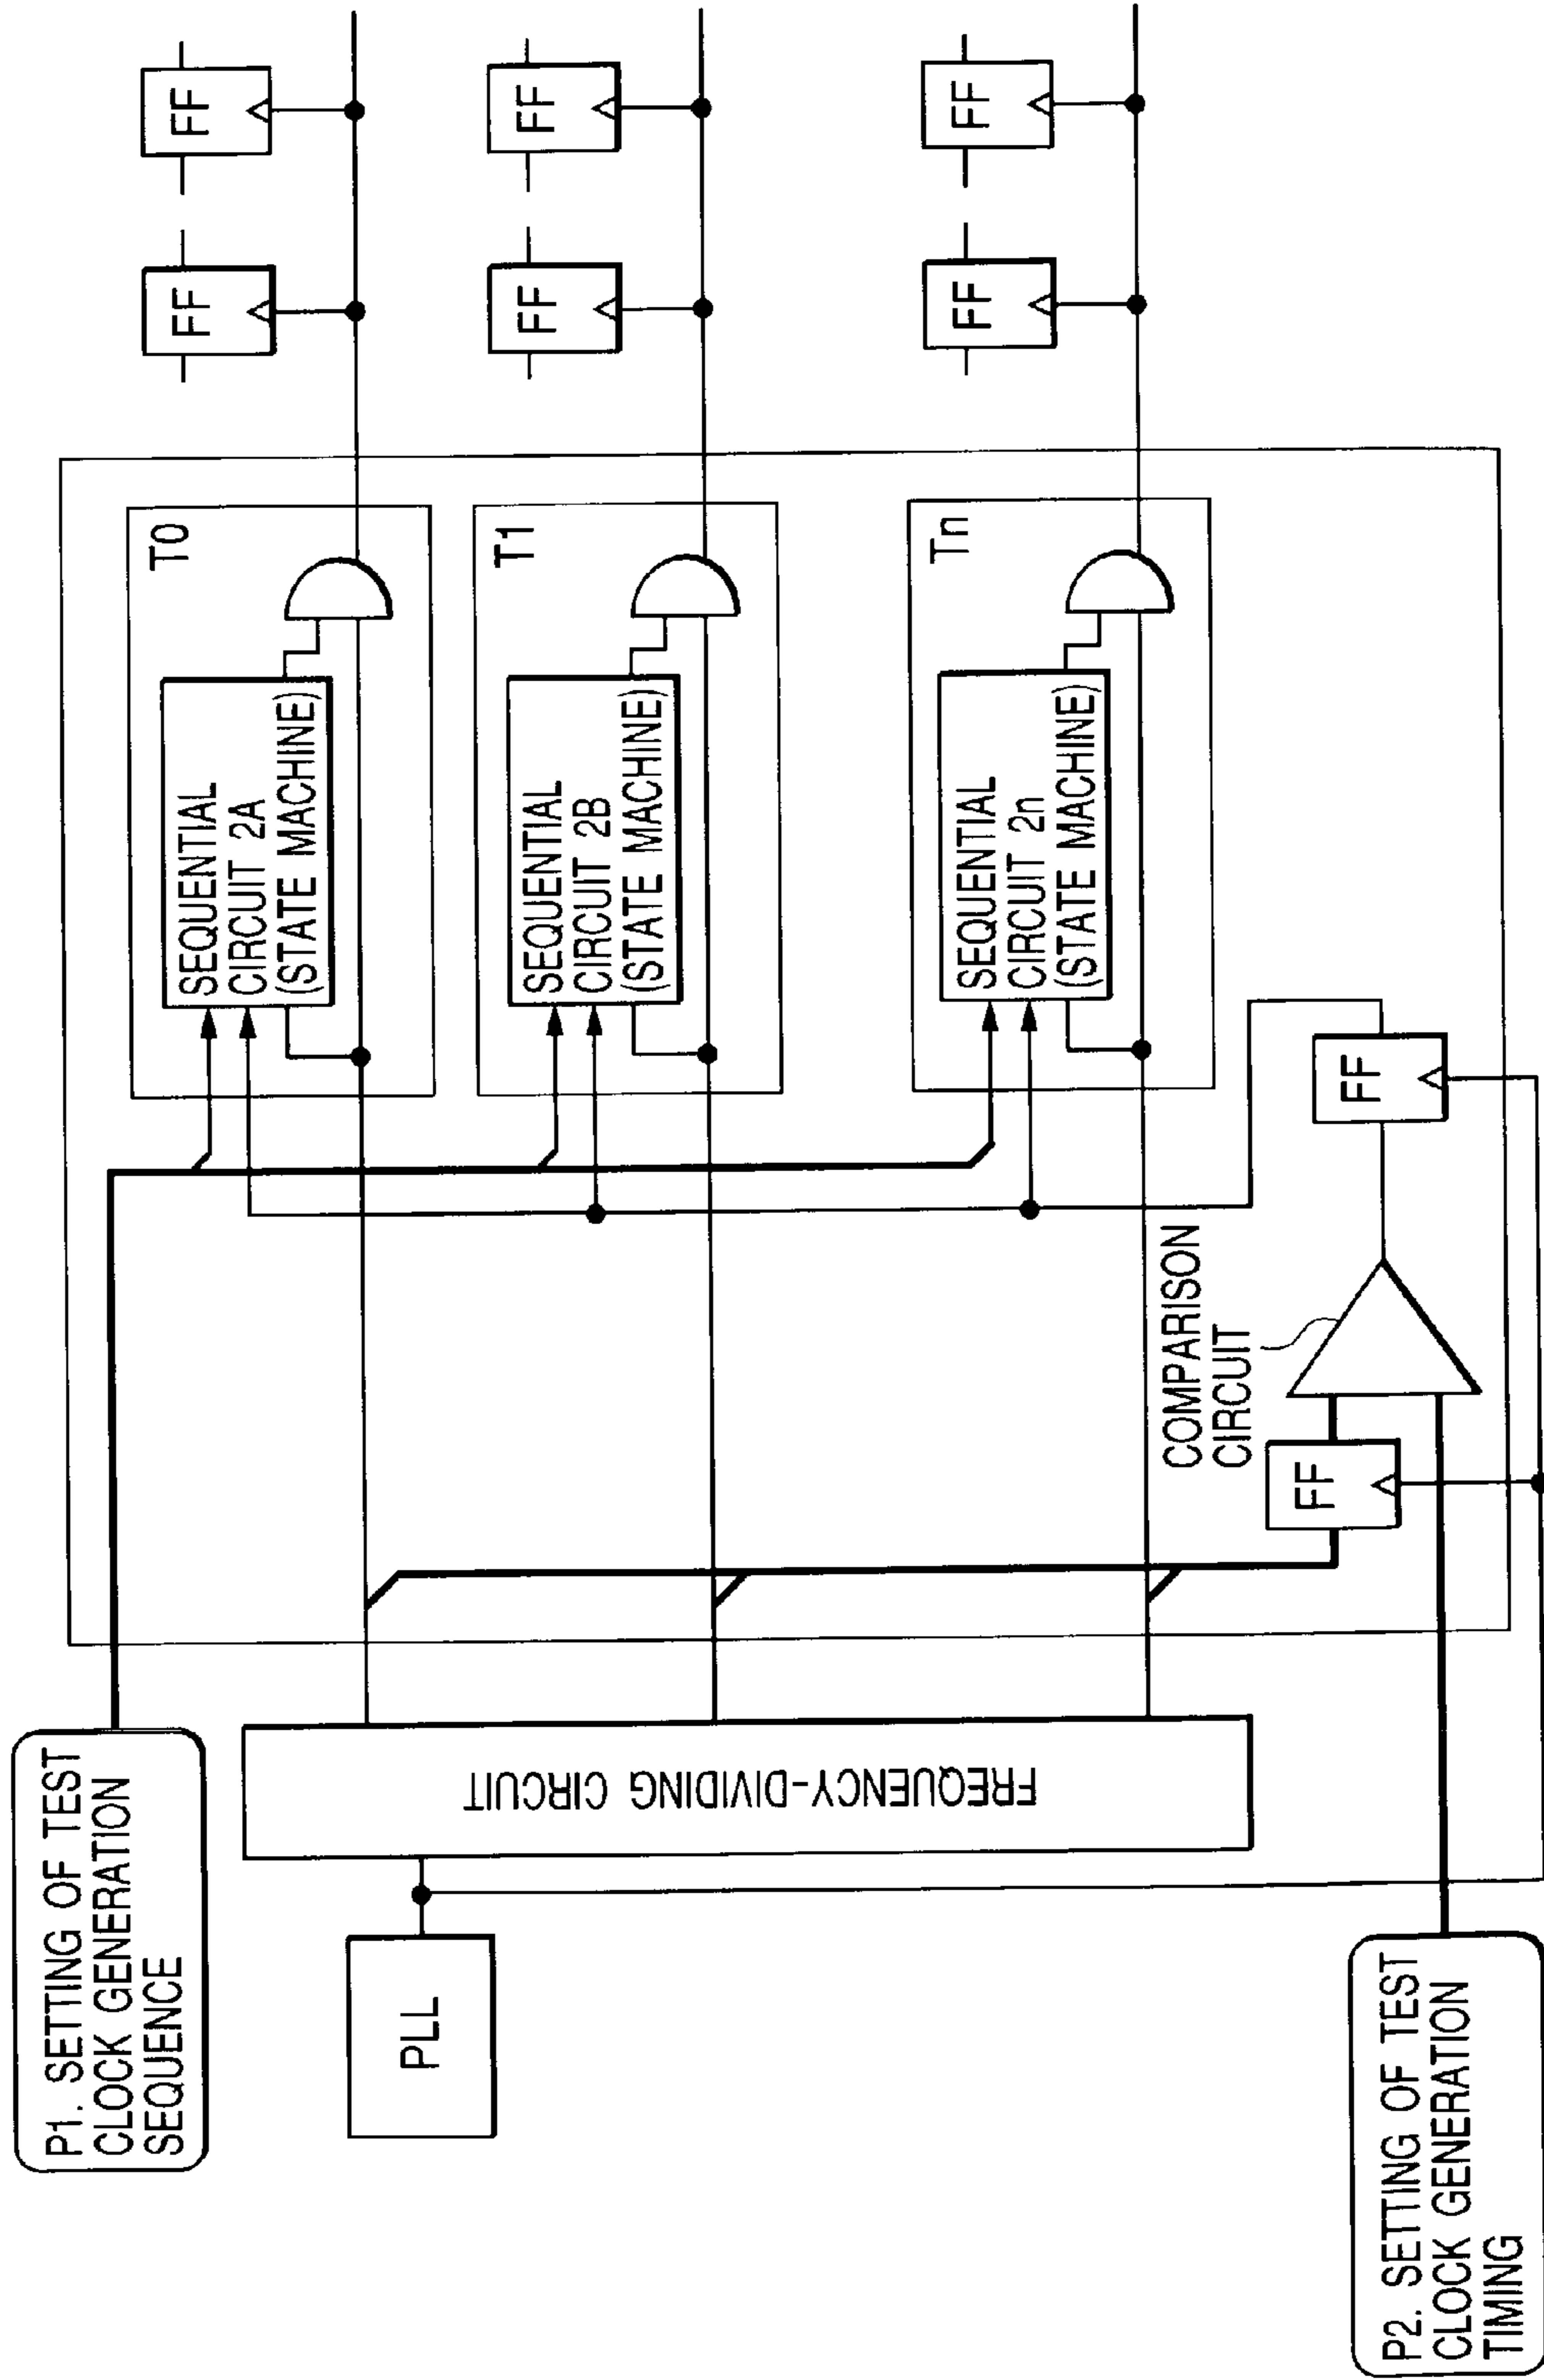 P1. SETTING OF TEST
CLOCK GENERATION
SEQUENCE
PLL
FREQUENCY-DIVIDING CIRCUIT
P2. SETTING OF TEST
CLOCK GENERATION
TIMING
T0
SEQUENTIAL
CIRCUIT 2A
(STATE MACHINE)
T1
SEQUENTIAL
CIRCUIT 2B
(STATE MACHINE)
Tn
SEQUENTIAL
CIRCUIT 2n
(STATE MACHINE)
COMPARISON
CIRCUIT
FF
FF
FF
FF
FF
FF
FF
FF